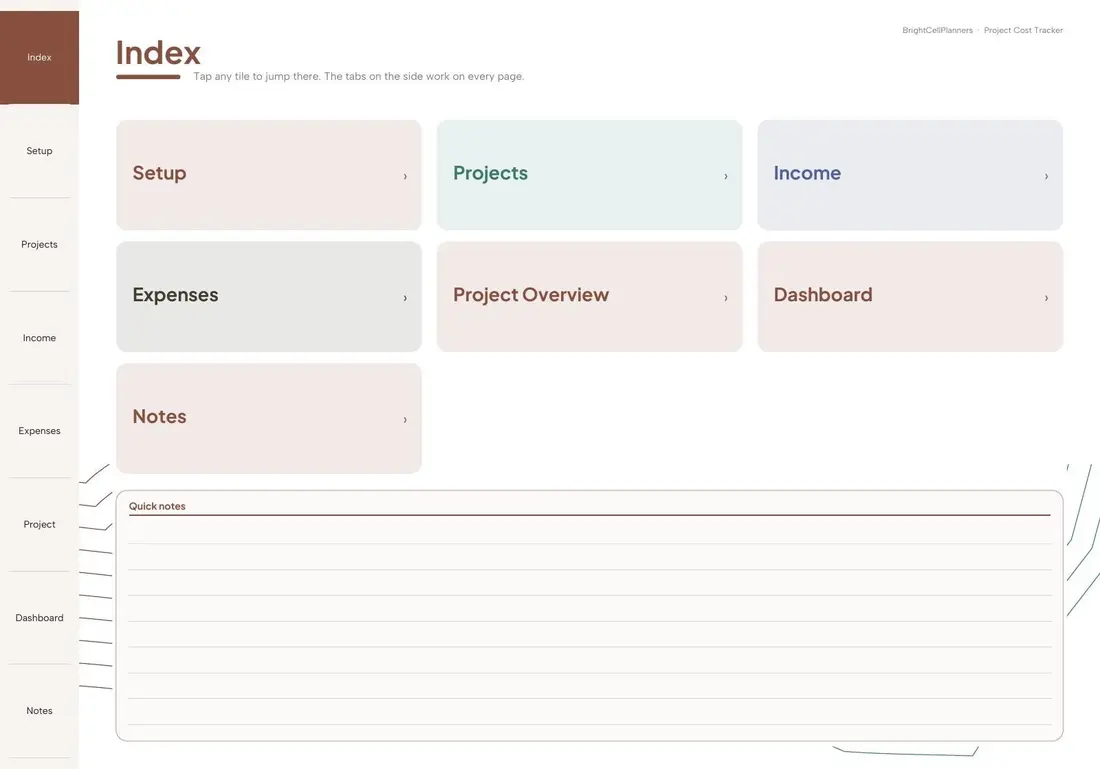 Index
Setup
Projects
Income
Expenses
Project
Dashboard
Notes
BrightCellPlanners · Project Cost Tracker
Index
Tap any tile to jump there. The tabs on the side work on every page.
Setup ›
Projects ›
Income ›
Expenses ›
Project Overview ›
Dashboard ›
Notes ›
Quick notes